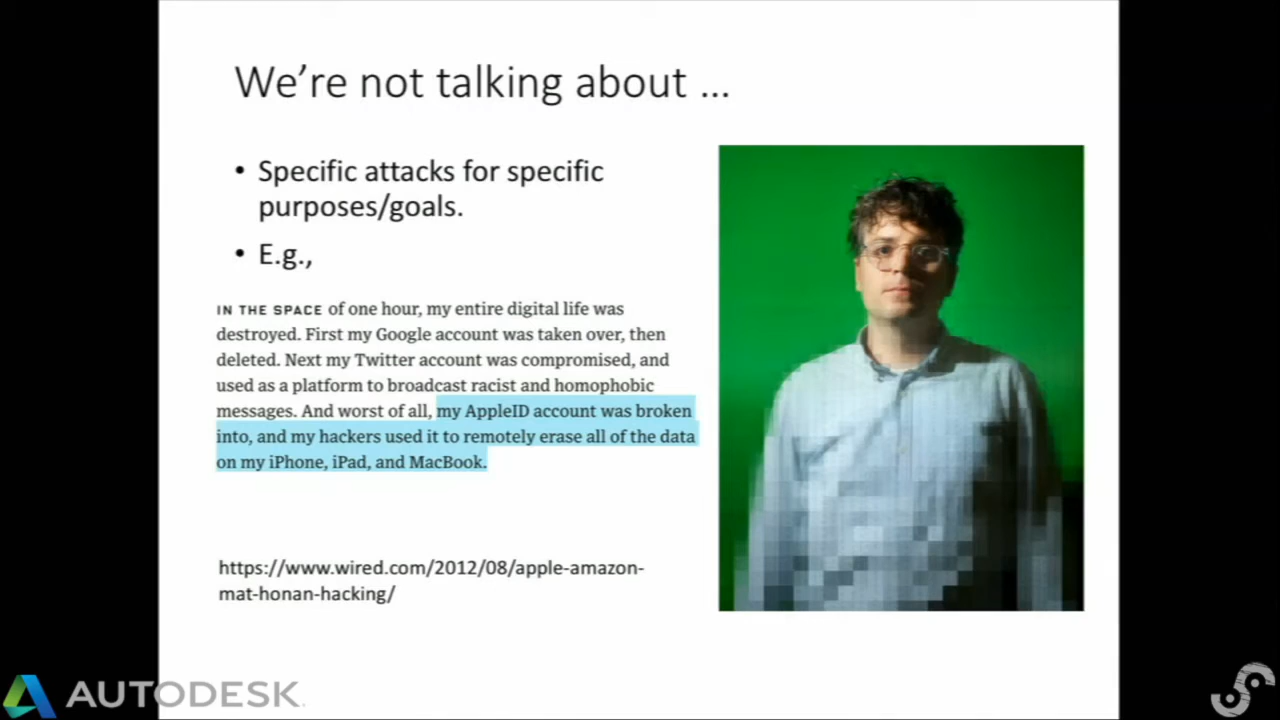 We're not talking about ...
• Specific attacks for specific
purposes/goals.
• E.g.,
IN THE SPACE of one hour, my entire digital life was
destroyed. First my Google account was taken over, then
deleted. Next my Twitter account was compromised, and
used as a platform to broadcast racist and homophobic
messages. And worst of all, my AppleID account was broken
into, and my hackers used it to remotely erase all of the data
on my iPhone, iPad, and MacBook.
https://www.wired.com/2012/08/apple-amazon-
mat-honan-hacking/
AUTODESK.